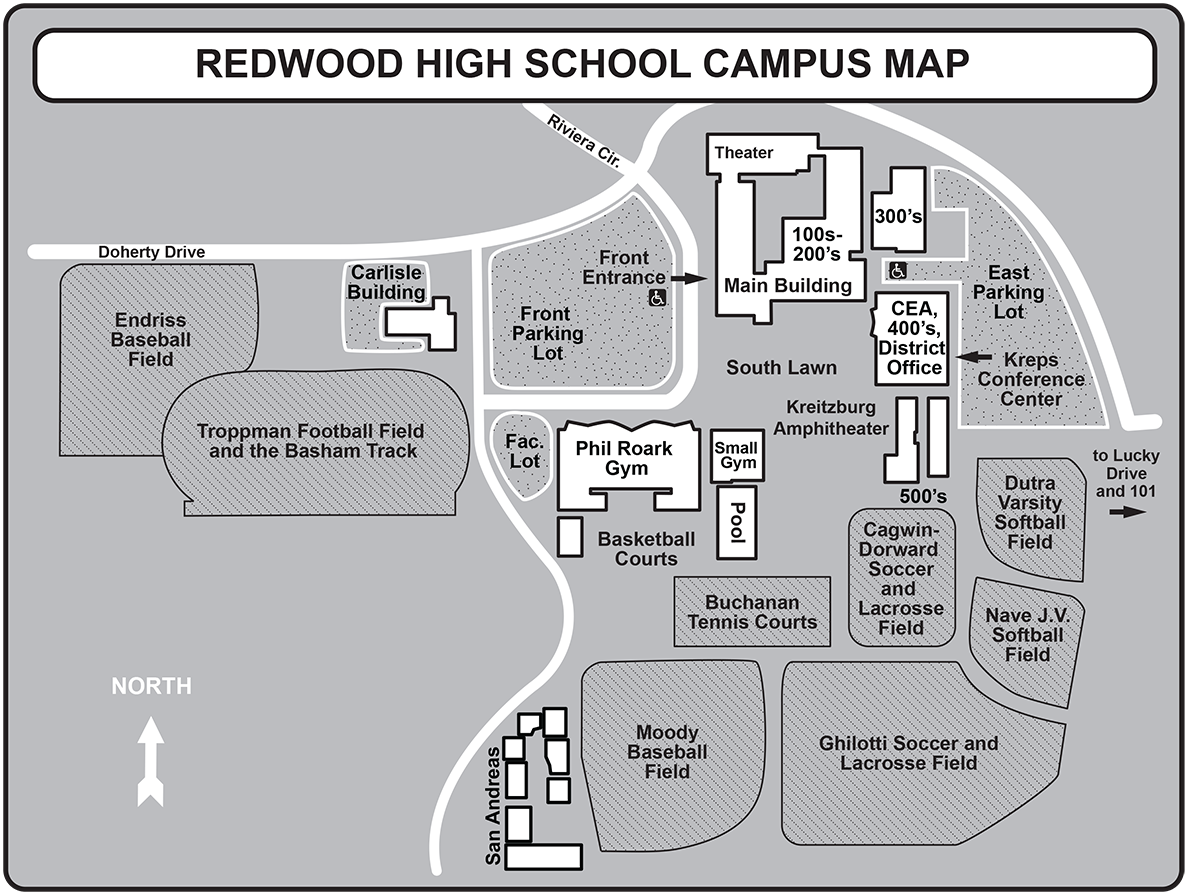 REDWOOD HIGH SCHOOL CAMPUS MAP
Riviera Cir.
Theater
300's
100s-
200's
Doherty Drive
Front
Entrance
Main Building
Carlisle
Building
East
Parking
Lot
Endriss
Baseball
Field
Front
Parking
Lot
CEA,
400's,
District
Office
South Lawn
Kreps
Conference
Center
Kreitzburg
Amphitheater
Troppman Football Field
and the Basham Track
Fac.
Lot
Phil Roark
Gym
Small
Gym
to Lucky
Drive
and 101
500's
Dutra
Varsity
Softball
Field
Pool
Basketball
Courts
Cagwin-
Dorward
Soccer
and
Lacrosse
Field
Buchanan
Tennis Courts
Nave J.V.
Softball
Field
NORTH
San Andreas
Moody
Baseball
Field
Ghilotti Soccer and
Lacrosse Field